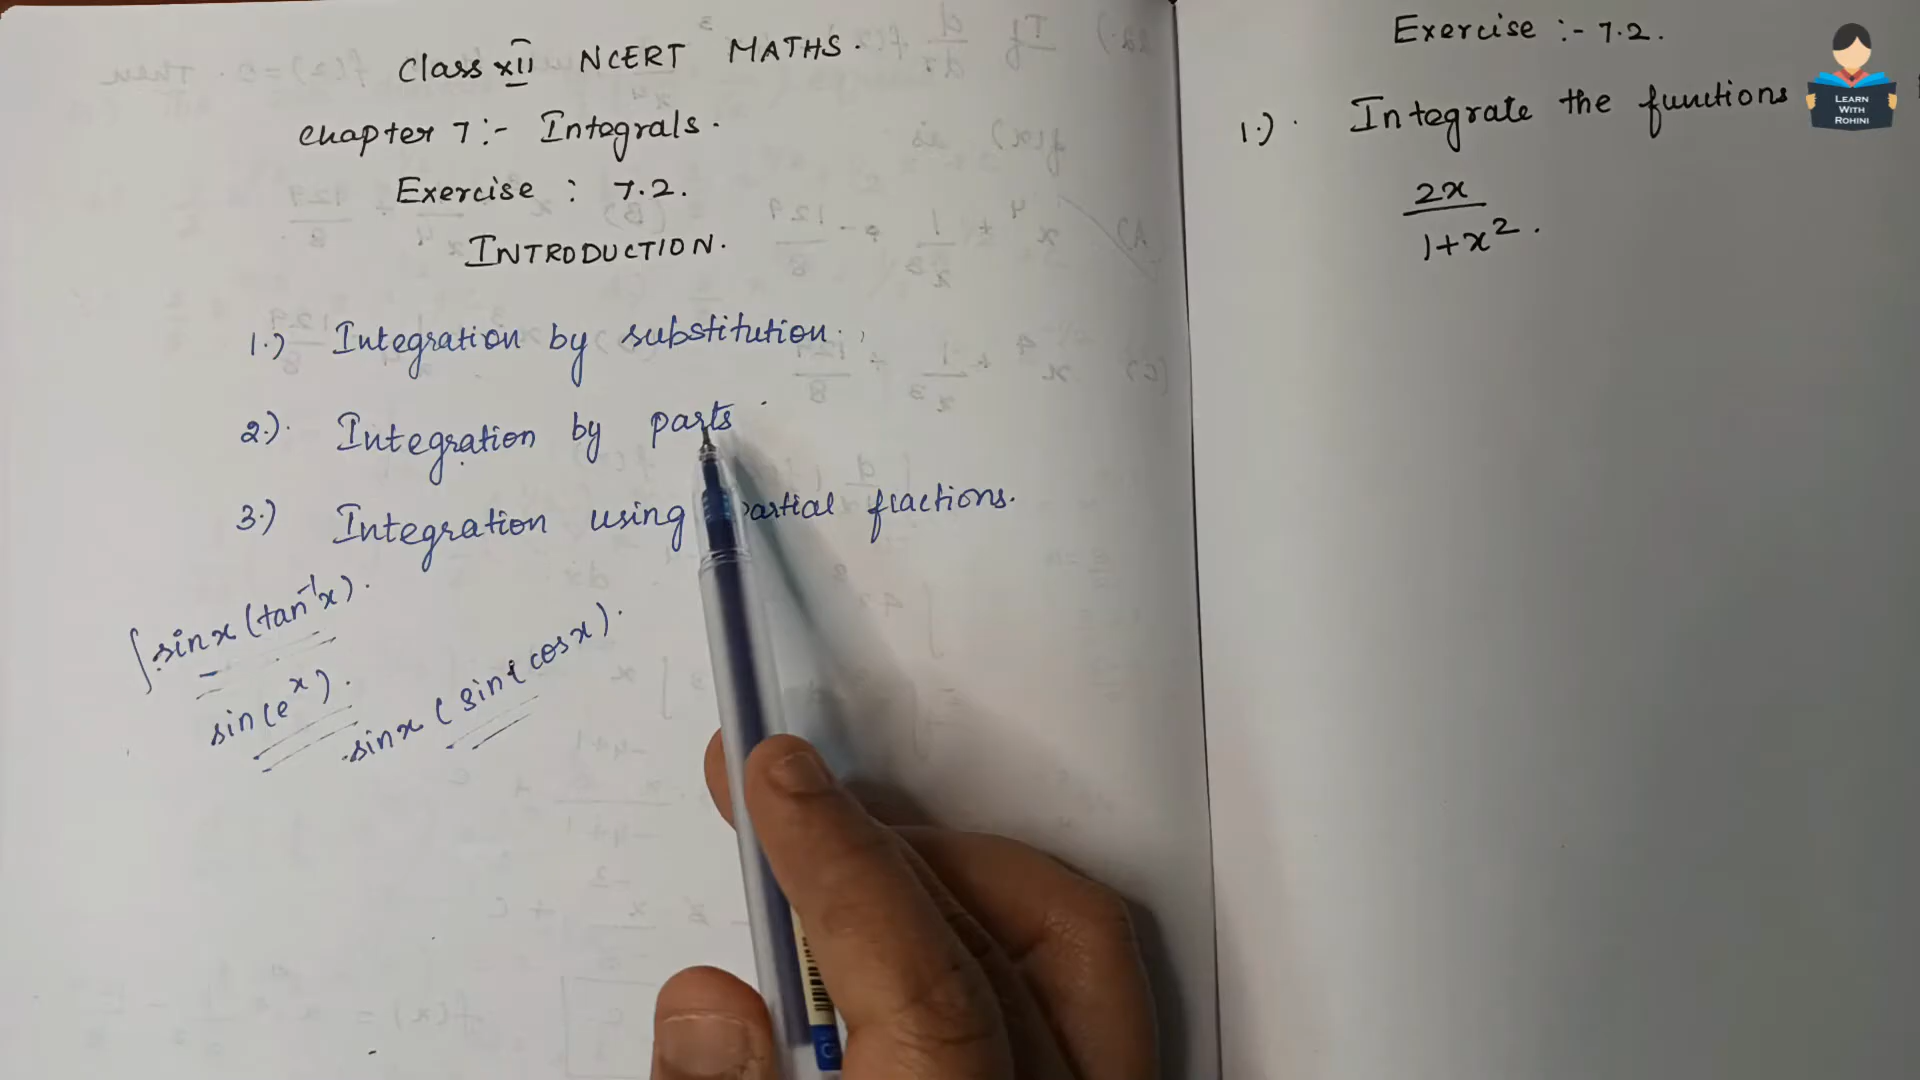 Class XII NCERT MATHS.
Chapter 7:- Integrals.
Exercise : 7.2.
INTRODUCTION.
1.) Integration by substitution.
2.) Integration by parts
3.) Integration using partial fractions.
∫sinx(tan⁻¹x).
sin(eˣ).
sinx (sin(cosx).
Exercise :- 7.2.
1.) Integrate the functions
2x
1+x².
LEARN
WITH
ROHINI